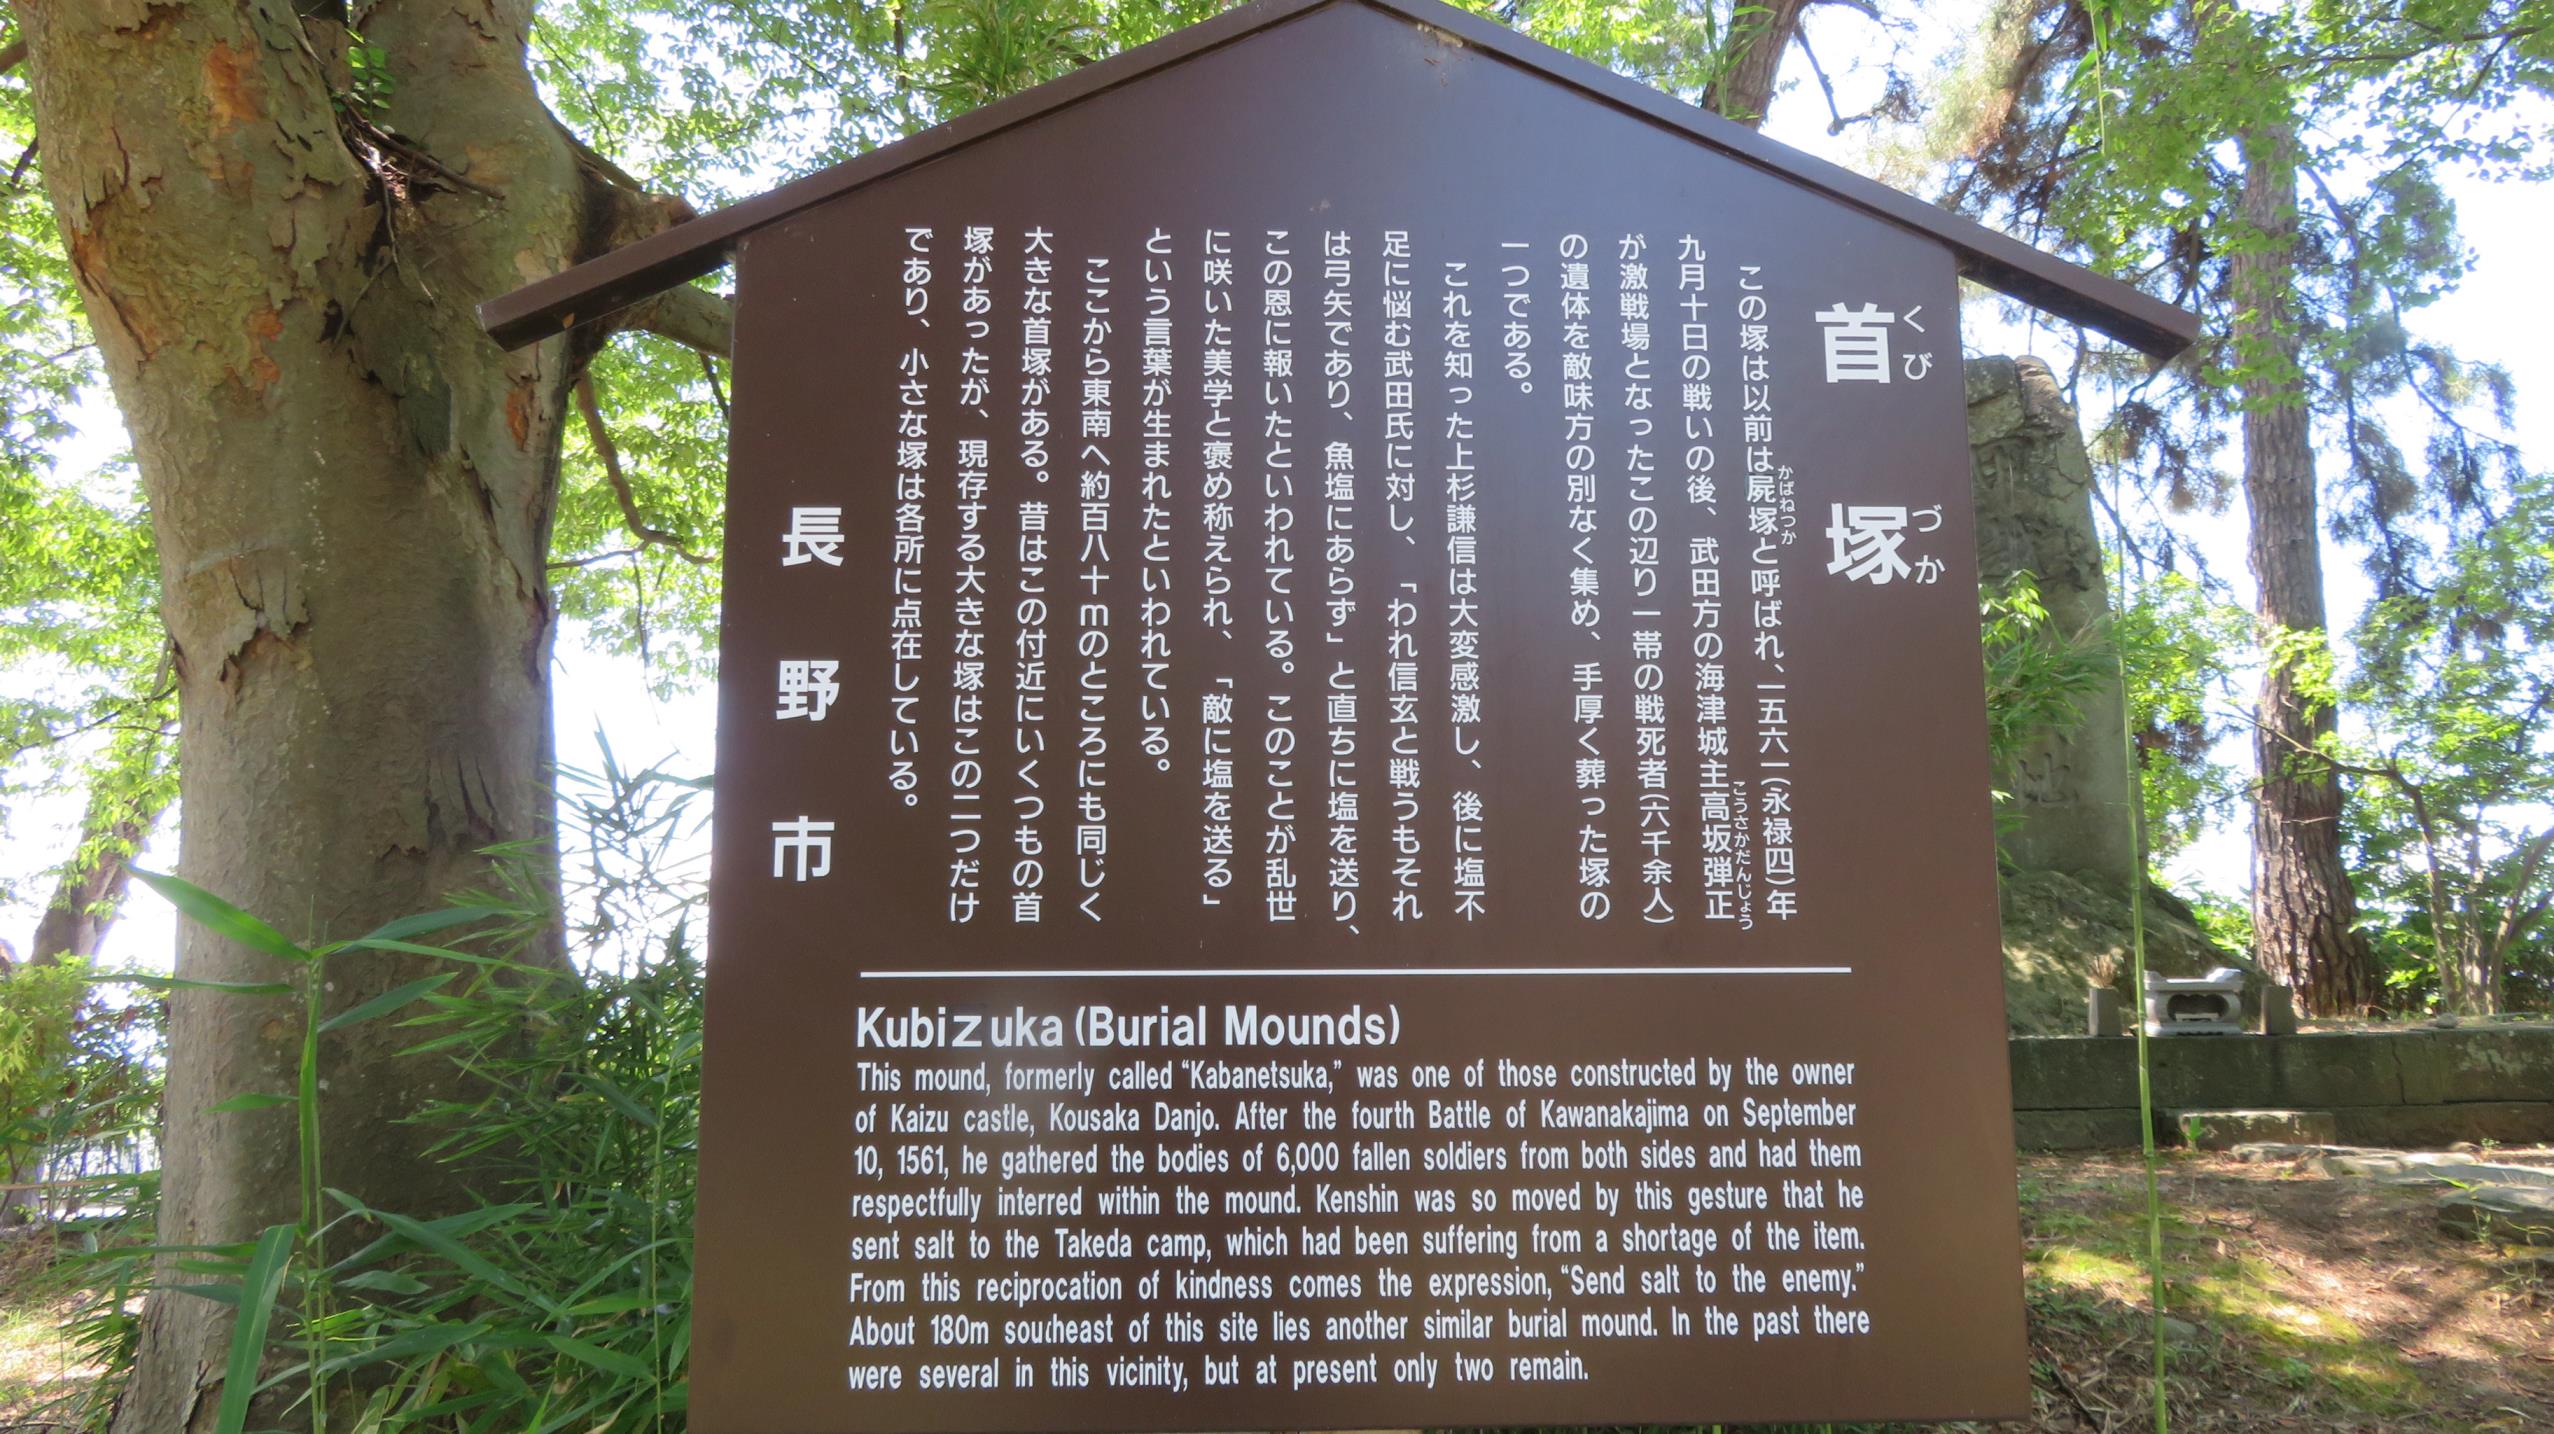 首塚
くびづか
この塚は以前は屍塚と呼ばれ、一五六一(永禄四)年
かばねつか
九月十日の戦いの後、武田方の海津城主高坂弾正
こうさかだんじょう
が激戦場となったこの辺り一帯の戦死者(六千余人)
の遺体を敵味方の別なく集め、手厚く葬った塚の
一つである。
これを知った上杉謙信は大変感激し、後に塩不
足に悩む武田氏に対し、「われ信玄と戦うもそれ
は弓矢であり、魚塩にあらず」と直ちに塩を送り、
この恩に報いたといわれている。このことが乱世
に咲いた美学と褒め称えられ、「敵に塩を送る」
という言葉が生まれたといわれている。
ここから東南へ約百八十mのところにも同じく
大きな首塚がある。昔はこの付近にいくつもの首
塚があったが、現存する大きな塚はこの二つだけ
であり、小さな塚は各所に点在している。
長野市
Kubizuka (Burial Mounds)
This mound, formerly called “Kabanetsuka,” was one of those constructed by the owner
of Kaizu castle, Kousaka Danjo. After the fourth Battle of Kawanakajima on September
10, 1561, he gathered the bodies of 6,000 fallen soldiers from both sides and had them
respectfully interred within the mound. Kenshin was so moved by this gesture that he
sent salt to the Takeda camp, which had been suffering from a shortage of the item.
From this reciprocation of kindness comes the expression, “Send salt to the enemy.”
About 180m southeast of this site lies another similar burial mound. In the past there
were several in this vicinity, but at present only two remain.